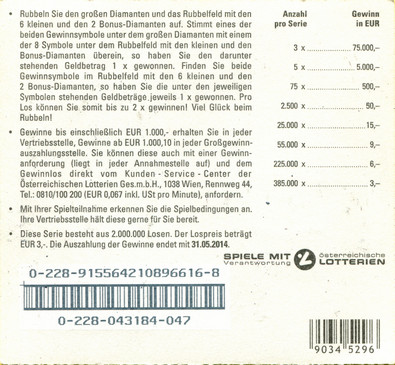 • Rubbeln Sie den großen Diamanten und das Rubbelfeld mit den
6 kleinen und den 2 Bonus-Diamanten auf. Stimmt eines der
beiden Gewinnsymbole unter dem großen Diamanten mit einem
der 8 Symbole unter dem Rubbelfeld mit den kleinen und den
Bonus-Diamanten überein, so haben Sie den darunter
stehenden Geldbetrag 1 x gewonnen. Finden Sie beide
Gewinnsymbole im Rubbelfeld mit den 6 kleinen und den 2
Bonus-Diamanten, so haben Sie die unter den jeweiligen
Symbolen stehenden Geldbeträge jeweils 1 x gewonnen. Pro
Los können Sie somit bis zu 2 x gewinnen! Viel Glück beim
Rubbeln!
• Gewinne bis einschließlich EUR 1.000,- erhalten Sie in jeder
Vertriebsstelle, Gewinne ab EUR 1.000,10 in jeder Großgewinn-
auszahlungsstelle. Sie können diese auch mit einer Gewinn-
anforderung (liegt in jeder Annahmestelle auf) und dem
Gewinnlos direkt vom Kunden - Service - Center der
Österreichischen Lotterien Ges.m.b.H., 1038 Wien, Rennweg 44,
Tel.: 0810/100 200 (EUR 0,067 inkl. USt pro Minute), anfordern.
• Mit Ihrer Spielteilnahme erkennen Sie die Spielbedingungen an.
Ihre Vertriebsstelle hält diese gerne für Sie bereit.
• Diese Serie besteht aus 2.000.000 Losen. Der Lospreis beträgt
EUR 3,-. Die Auszahlung der Gewinne endet mit 31.05.2014.
Anzahl Gewinn
pro Serie in EUR
3 x ........ 75.000,-
3 x ........ 5.000,-
75 x ........ 500,-
2.500 x ........ 50,-
25.000 x ........ 15,-
55.000 x ........ 9,-
225.000 x ........ 6,-
385.000 x ........ 3,-
SPIELE MIT österreichische
Verantwortung LOTTERIEN
0-228-915564210896616-8
0-228-043184-047
9034 5296